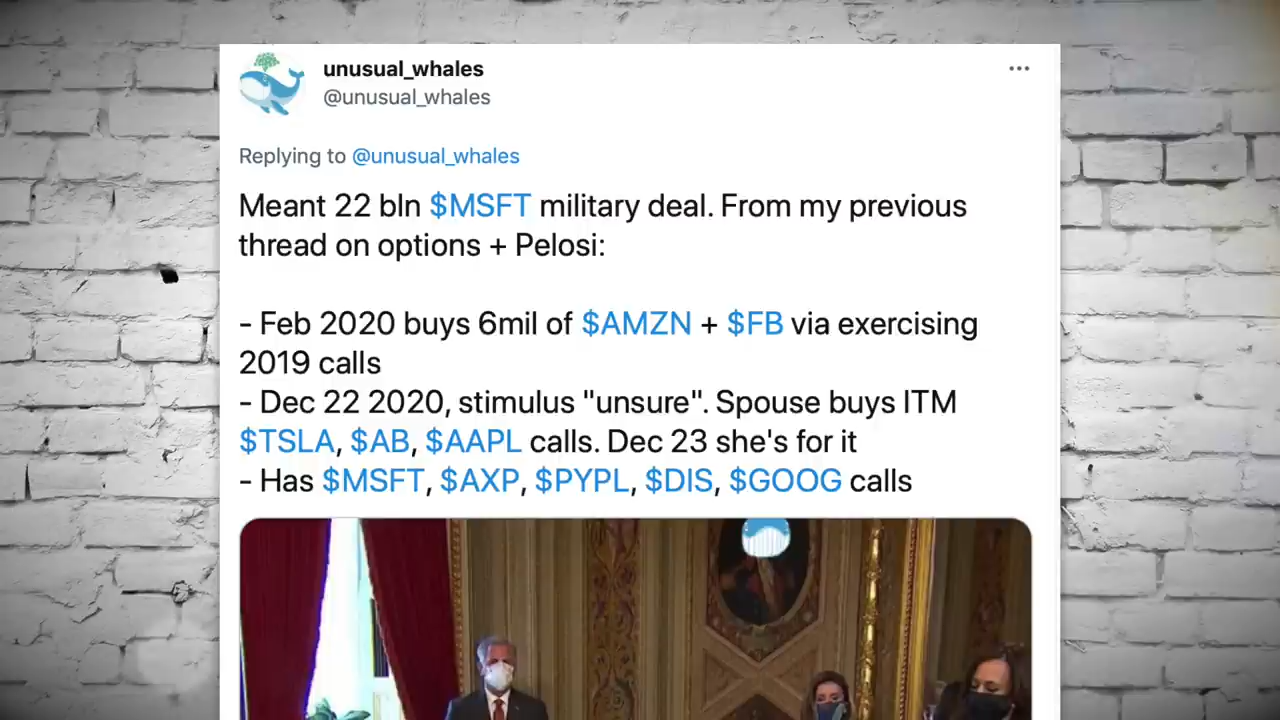 unusual_whales
@unusual_whales
Replying to @unusual_whales
Meant 22 bln $MSFT military deal. From my previous
thread on options + Pelosi:
- Feb 2020 buys 6mil of $AMZN + $FB via exercising
2019 calls
- Dec 22 2020, stimulus "unsure". Spouse buys ITM
$TSLA, $AB, $AAPL calls. Dec 23 she's for it
- Has $MSFT, $AXP, $PYPL, $DIS, $GOOG calls